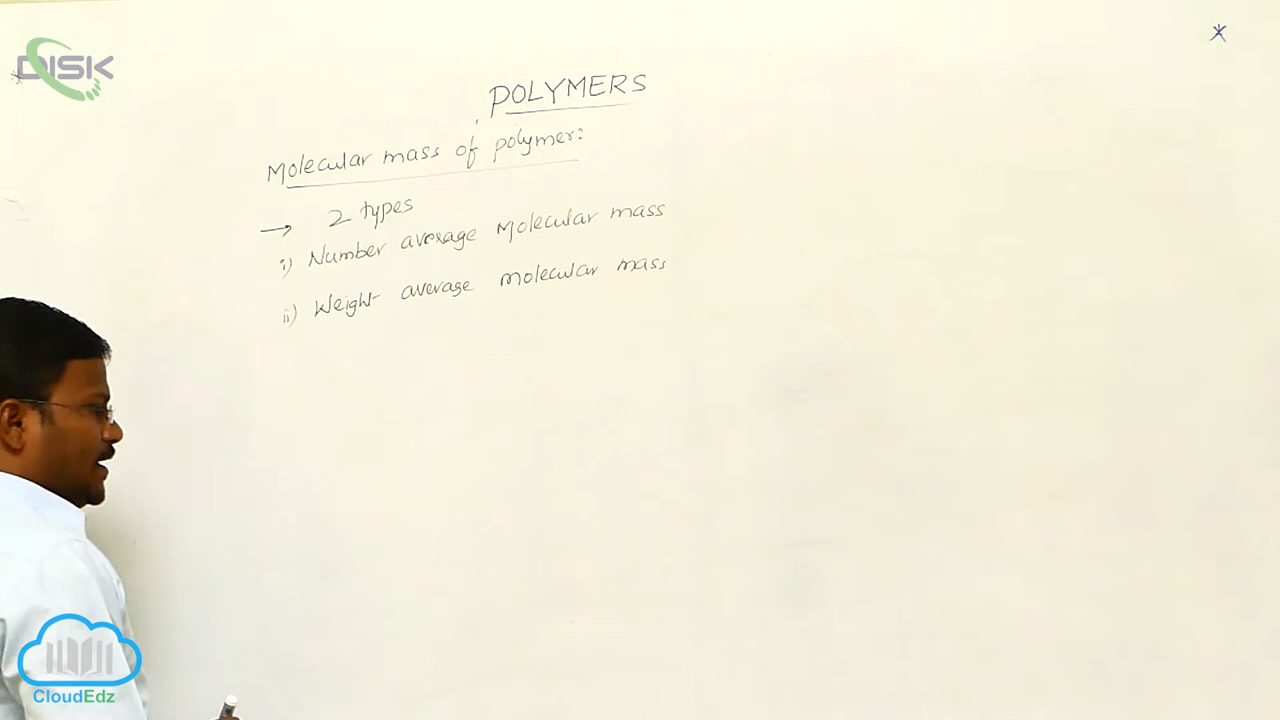 DISK
POLYMERS
Molecular mass of polymer:
→ 2 types
i) Number average Molecular mass
ii) Weight average molecular mass
CloudEdz